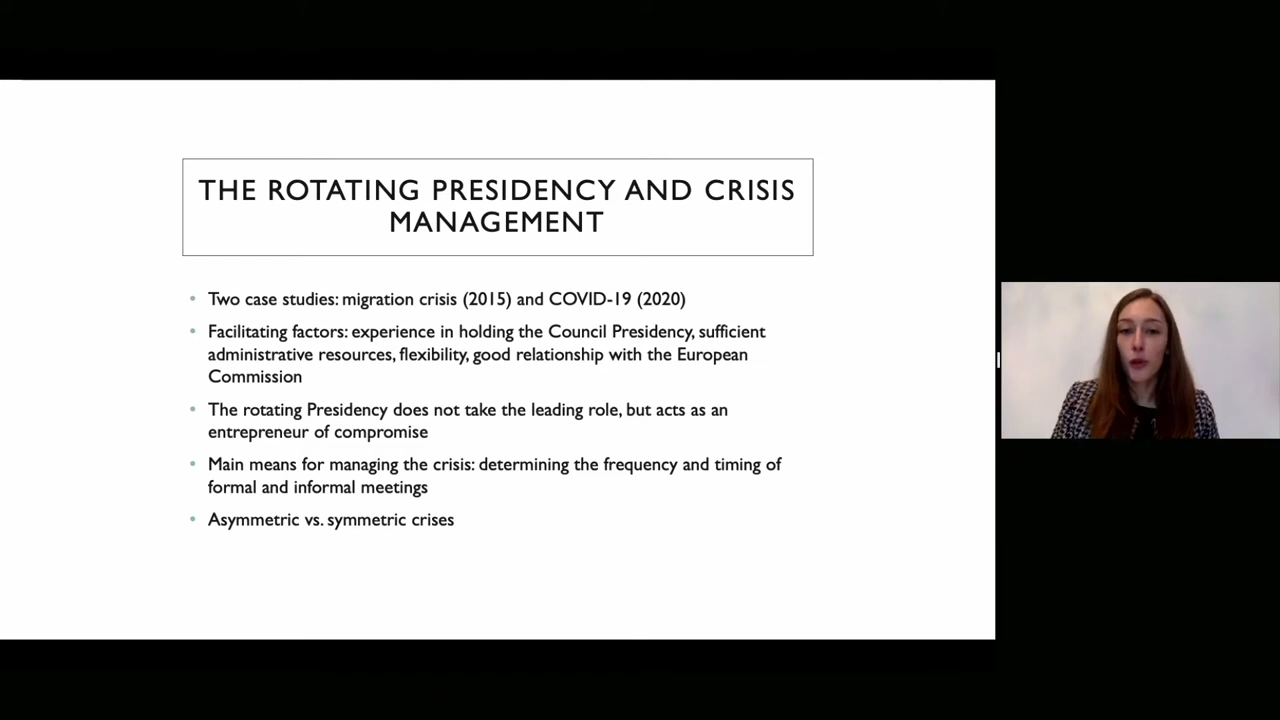 THE ROTATING PRESIDENCY AND CRISIS
MANAGEMENT
• Two case studies: migration crisis (2015) and COVID-19 (2020)
• Facilitating factors: experience in holding the Council Presidency, sufficient
administrative resources, flexibility, good relationship with the European
Commission
• The rotating Presidency does not take the leading role, but acts as an
entrepreneur of compromise
• Main means for managing the crisis: determining the frequency and timing of
formal and informal meetings
• Asymmetric vs. symmetric crises